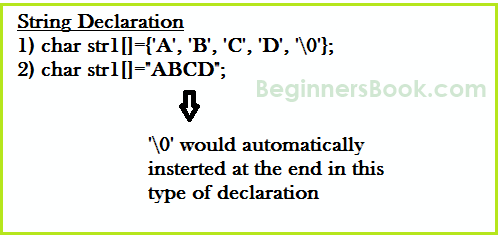 String Declaration
1) char str1[]={'A', 'B', 'C', 'D', '\0'};
2) char str1[]="ABCD";
BeginnersBook.com
'\0' would automatically
insterted at the end in this
type of declaration